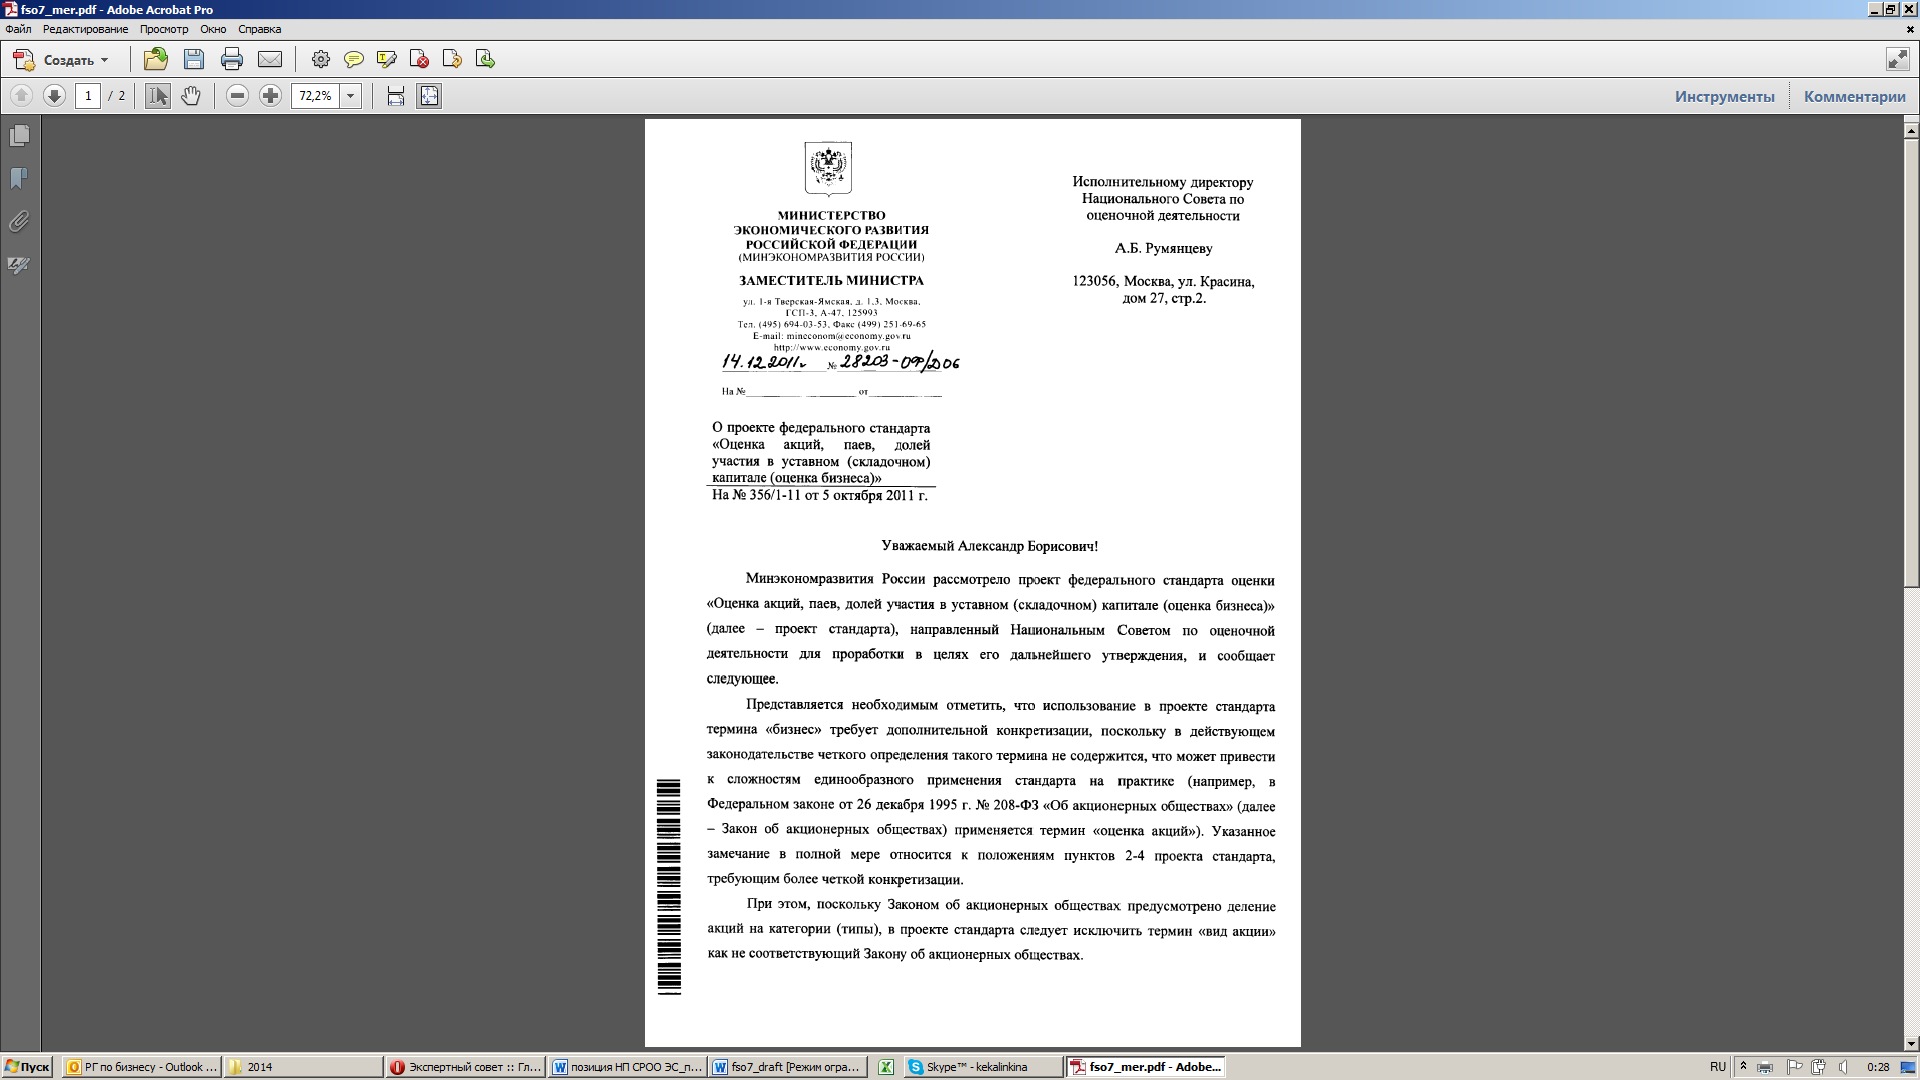 fso7_mer.pdf - Adobe Acrobat Pro
Файл Редактирование Просмотр Окно Справка
Создать
1 / 2 72,2% Инструменты Комментарии
МИНИСТЕРСТВО
ЭКОНОМИЧЕСКОГО РАЗВИТИЯ
РОССИЙСКОЙ ФЕДЕРАЦИИ
(МИНЭКОНОМРАЗВИТИЯ РОССИИ)
ЗАМЕСТИТЕЛЬ МИНИСТРА
ул. 1-я Тверская-Ямская, д. 1,3, Москва,
ГСП-3, А-47, 125993
Тел. (495) 694-03-53, Факс (499) 251-69-65
E-mail: mineconom@economy.gov.ru
http://www.economy.gov.ru
14.12.2011г № 28203-ОФ/Д06
На № от
Исполнительному директору
Национального Совета по
оценочной деятельности
А.Б. Румянцеву
123056, Москва, ул. Красина,
дом 27, стр.2.
О проекте федерального стандарта
«Оценка акций, паев, долей
участия в уставном (складочном)
капитале (оценка бизнеса)»
На № 356/1-11 от 5 октября 2011 г.
Уважаемый Александр Борисович!
Минэкономразвития России рассмотрело проект федерального стандарта оценки
«Оценка акций, паев, долей участия в уставном (складочном) капитале (оценка бизнеса)»
(далее – проект стандарта), направленный Национальным Советом по оценочной
деятельности для проработки в целях его дальнейшего утверждения, и сообщает
следующее.
Представляется необходимым отметить, что использование в проекте стандарта
термина «бизнес» требует дополнительной конкретизации, поскольку в действующем
законодательстве четкого определения такого термина не содержится, что может привести
к сложностям единообразного применения стандарта на практике (например, в
Федеральном законе от 26 декабря 1995 г. № 208-ФЗ «Об акционерных обществах» (далее
– Закон об акционерных обществах) применяется термин «оценка акций»). Указанное
замечание в полной мере относится к положениям пунктов 2-4 проекта стандарта,
требующим более четкой конкретизации.
При этом, поскольку Законом об акционерных обществах предусмотрено деление
акций на категории (типы), в проекте стандарта следует исключить термин «вид акции»
как не соответствующий Закону об акционерных обществах.
Пуск РГ по бизнесу - Outlook ... 2014 Экспертный совет :: Гл... позиция НП СРОО ЭС_п... fso7_draft [Режим огра... Skype™ - kekalinkina fso7_mer.pdf - Adobe... RU 0:28